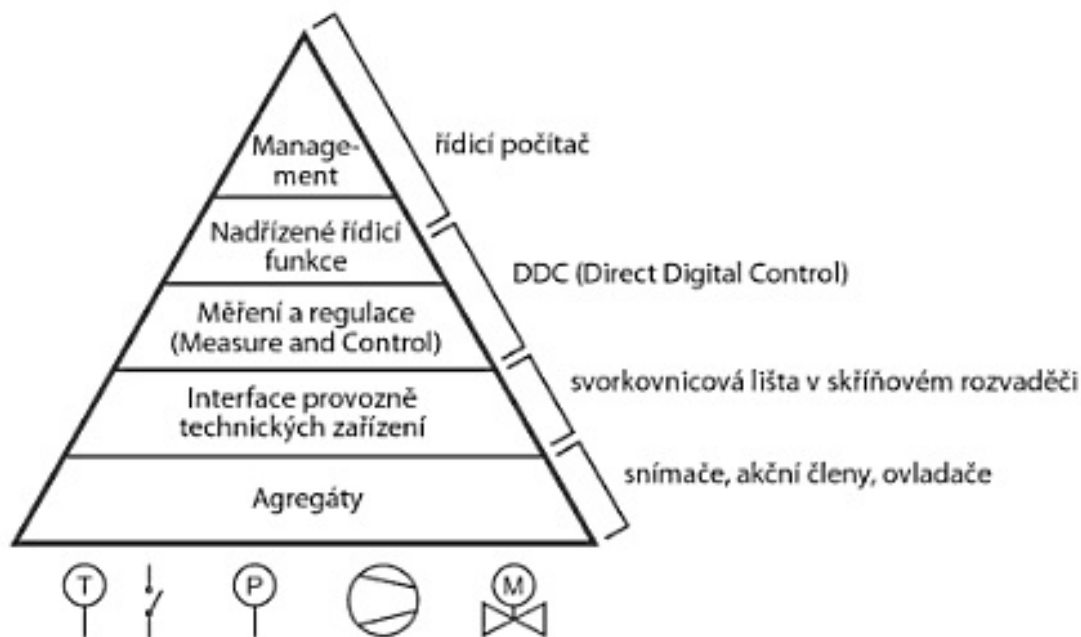 Manage-
ment
řídicí počítač
Nadřízené řídicí
funkce
DDC (Direct Digital Control)
Měření a regulace
(Measure and Control)
svorkovnicová lišta v skříňovém rozvaděči
Interface provozně
technických zařízení
snímače, akční členy, ovladače
Agregáty
T
P
M